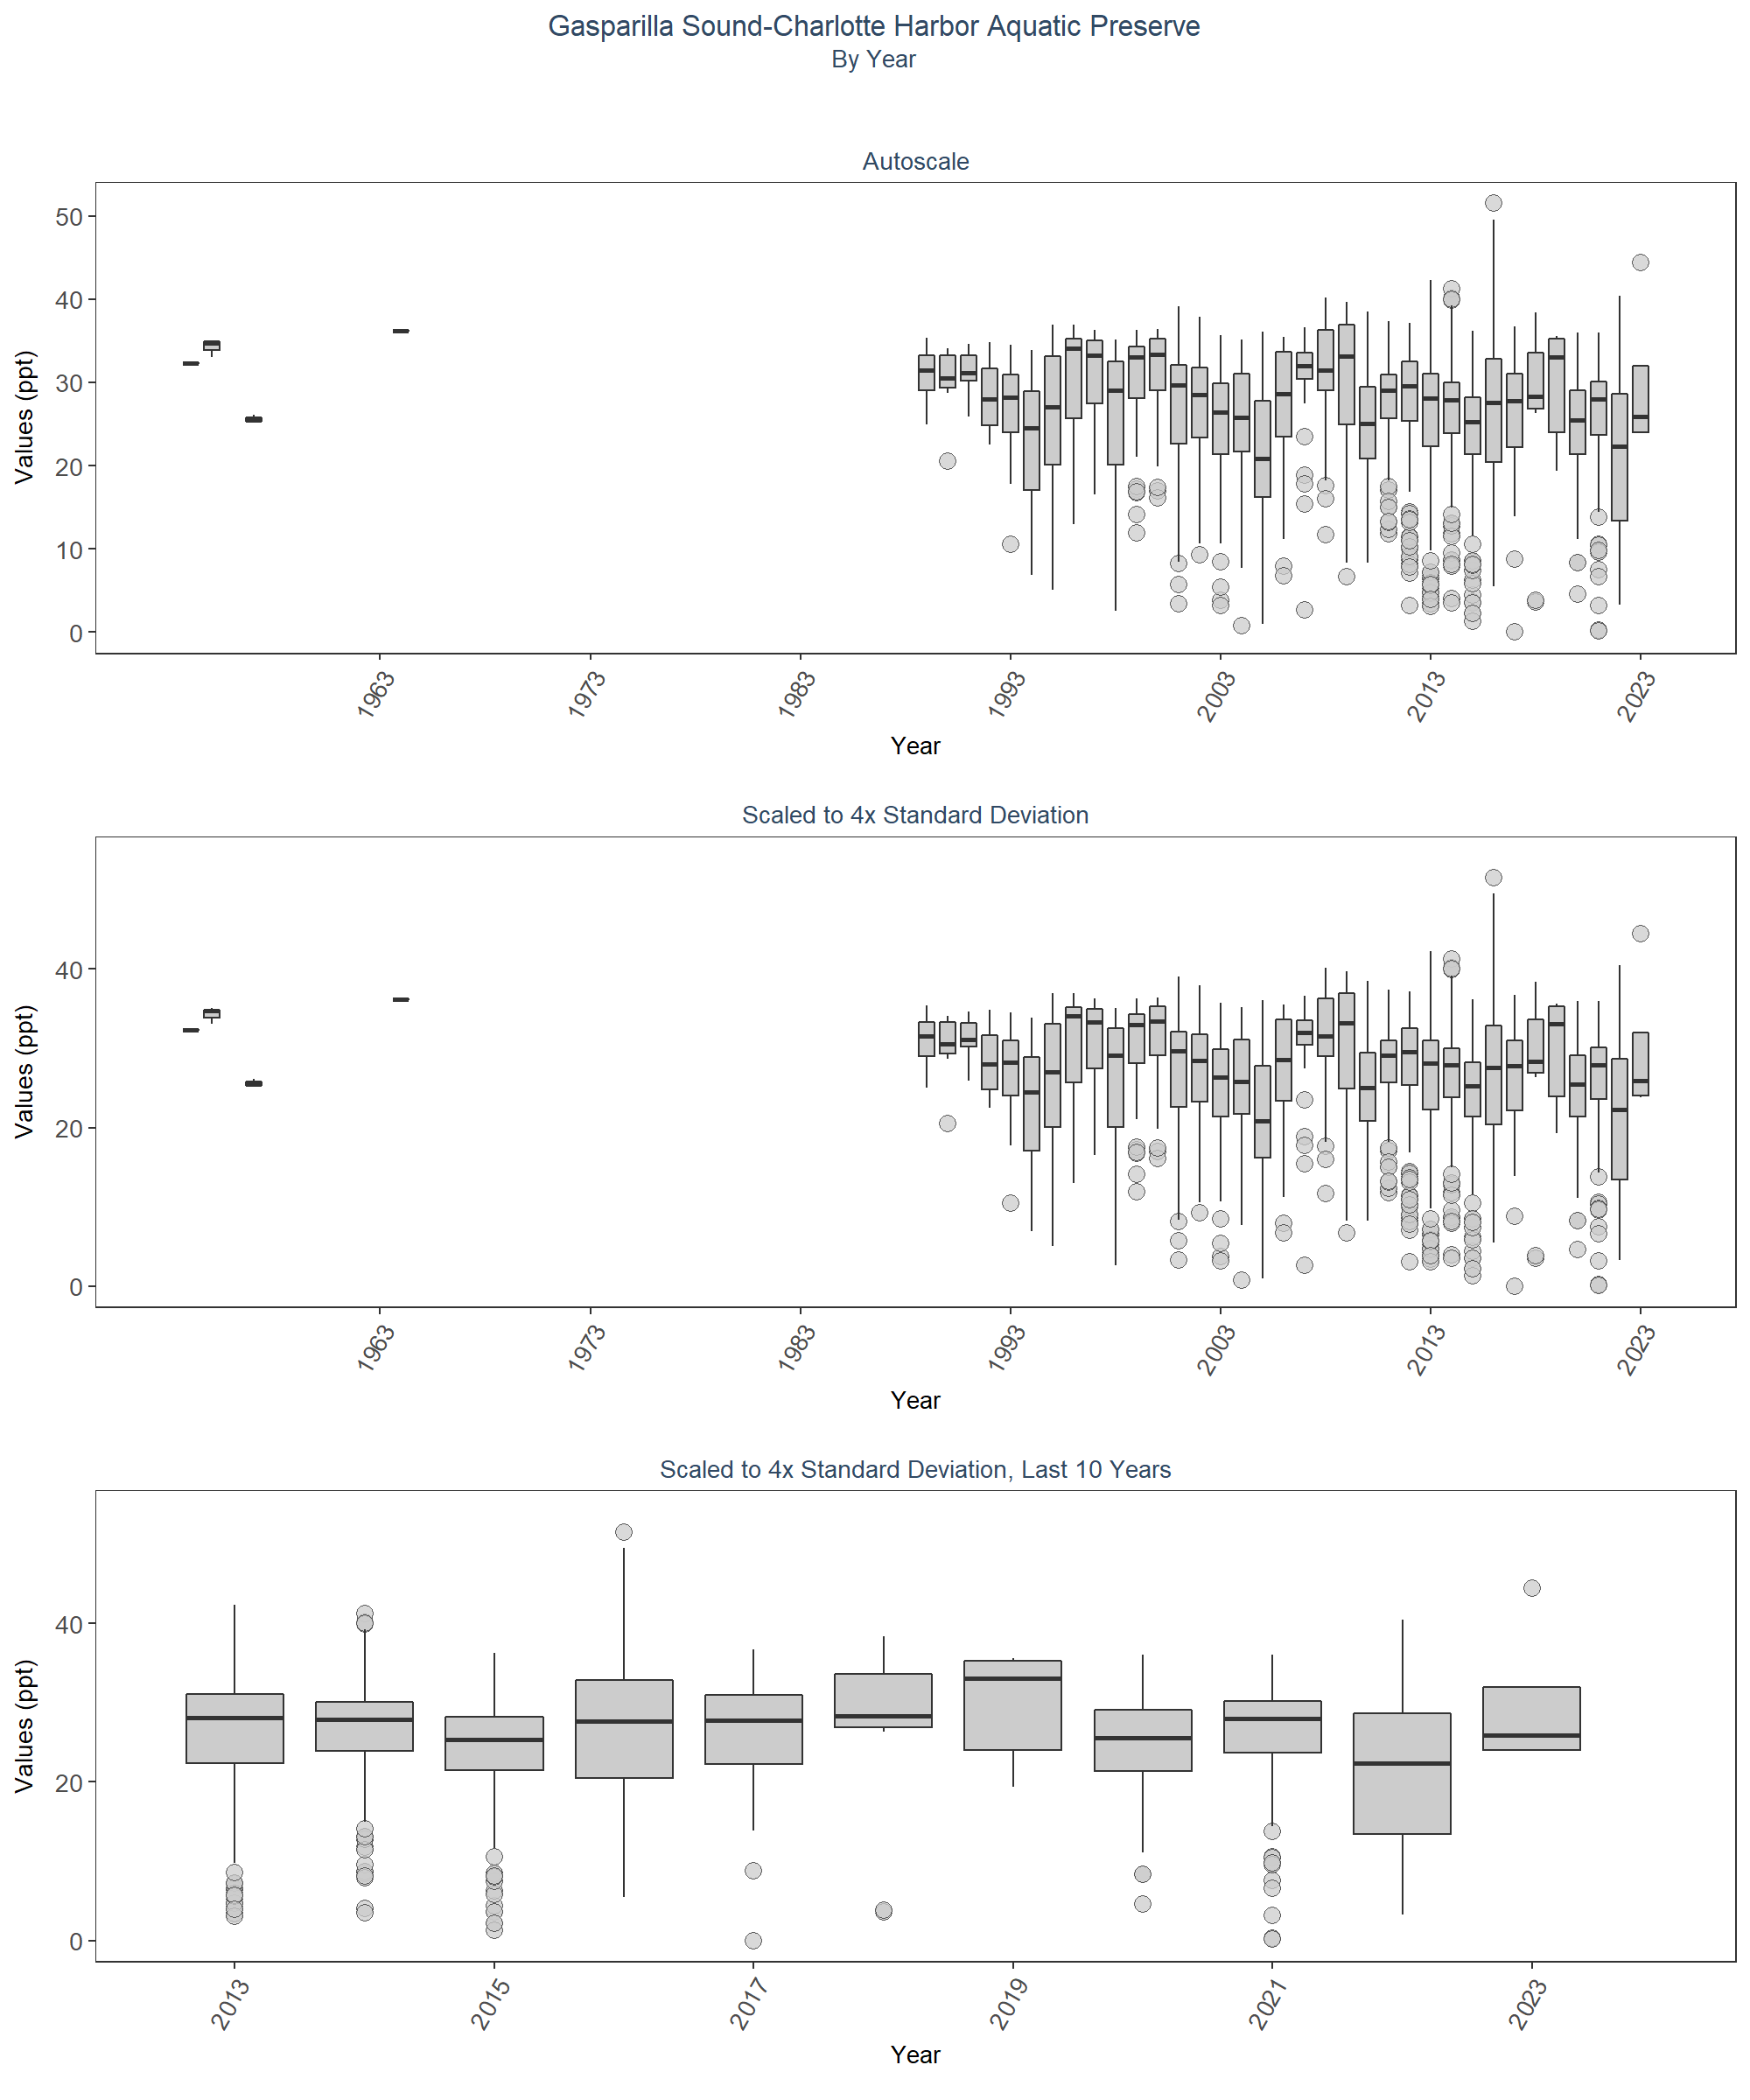 Gasparilla Sound-Charlotte Harbor Aquatic Preserve
By Year
Autoscale
Values (ppt)
50
40
30
20
10
0
1963
1973
1983
1993
2003
2013
2023
Year
Scaled to 4x Standard Deviation
Values (ppt)
40
20
0
1963
1973
1983
1993
2003
2013
2023
Year
Scaled to 4x Standard Deviation, Last 10 Years
Values (ppt)
40
20
0
2013
2015
2017
2019
2021
2023
Year